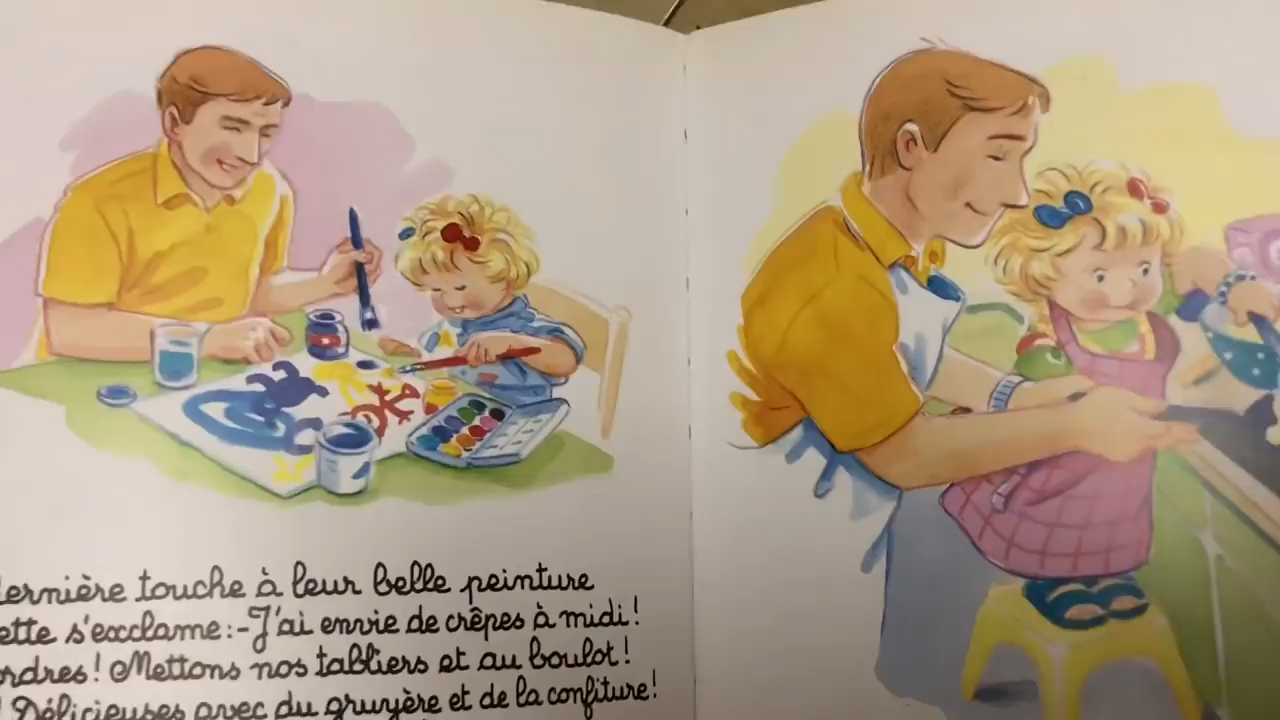 dernière touche à leur belle peinture
ette s'exclame:-J'ai envie de crêpes à midi!
ordres! Mettons nos tabliers et au boulot!
! Délicieuses avec du gruyère et de la confiture!